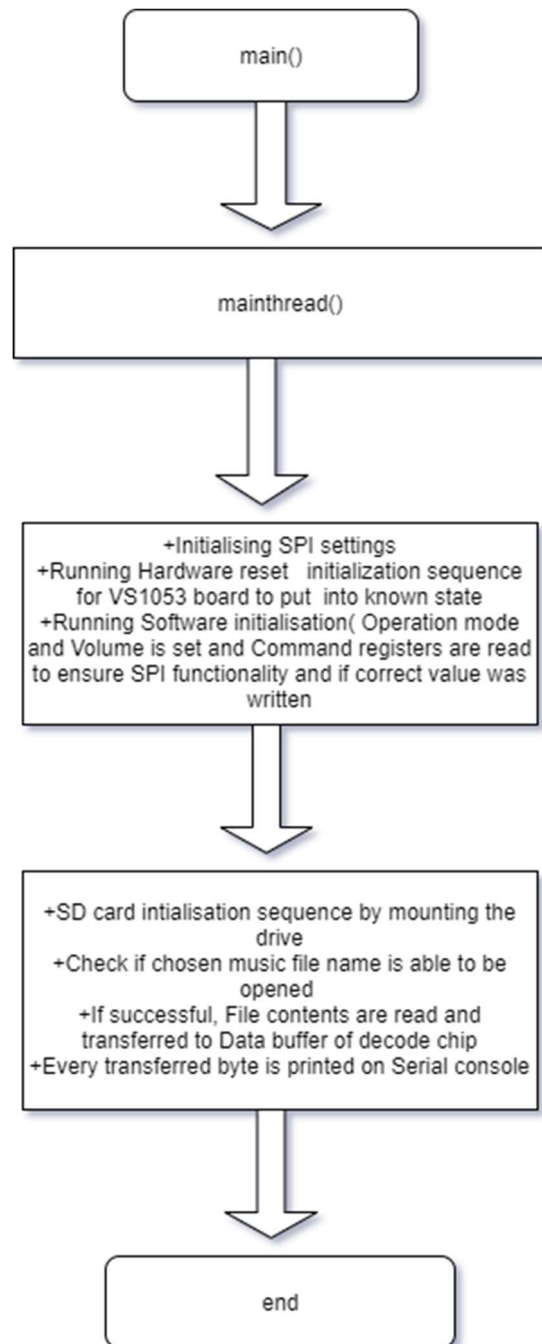 main()
mainthread()
+Initialising SPI settings
+Running Hardware reset   initialization sequence
for VS1053 board to put  into known state
+Running Software initialisation( Operation mode
and Volume is set and Command registers are read
to ensure SPI functionality and if correct value was
written
+SD card intialisation sequence by mounting the
drive
+Check if chosen music file name is able to be
opened
+If successful, File contents are read and
transferred to Data buffer of decode chip
+Every transferred byte is printed on Serial console
end